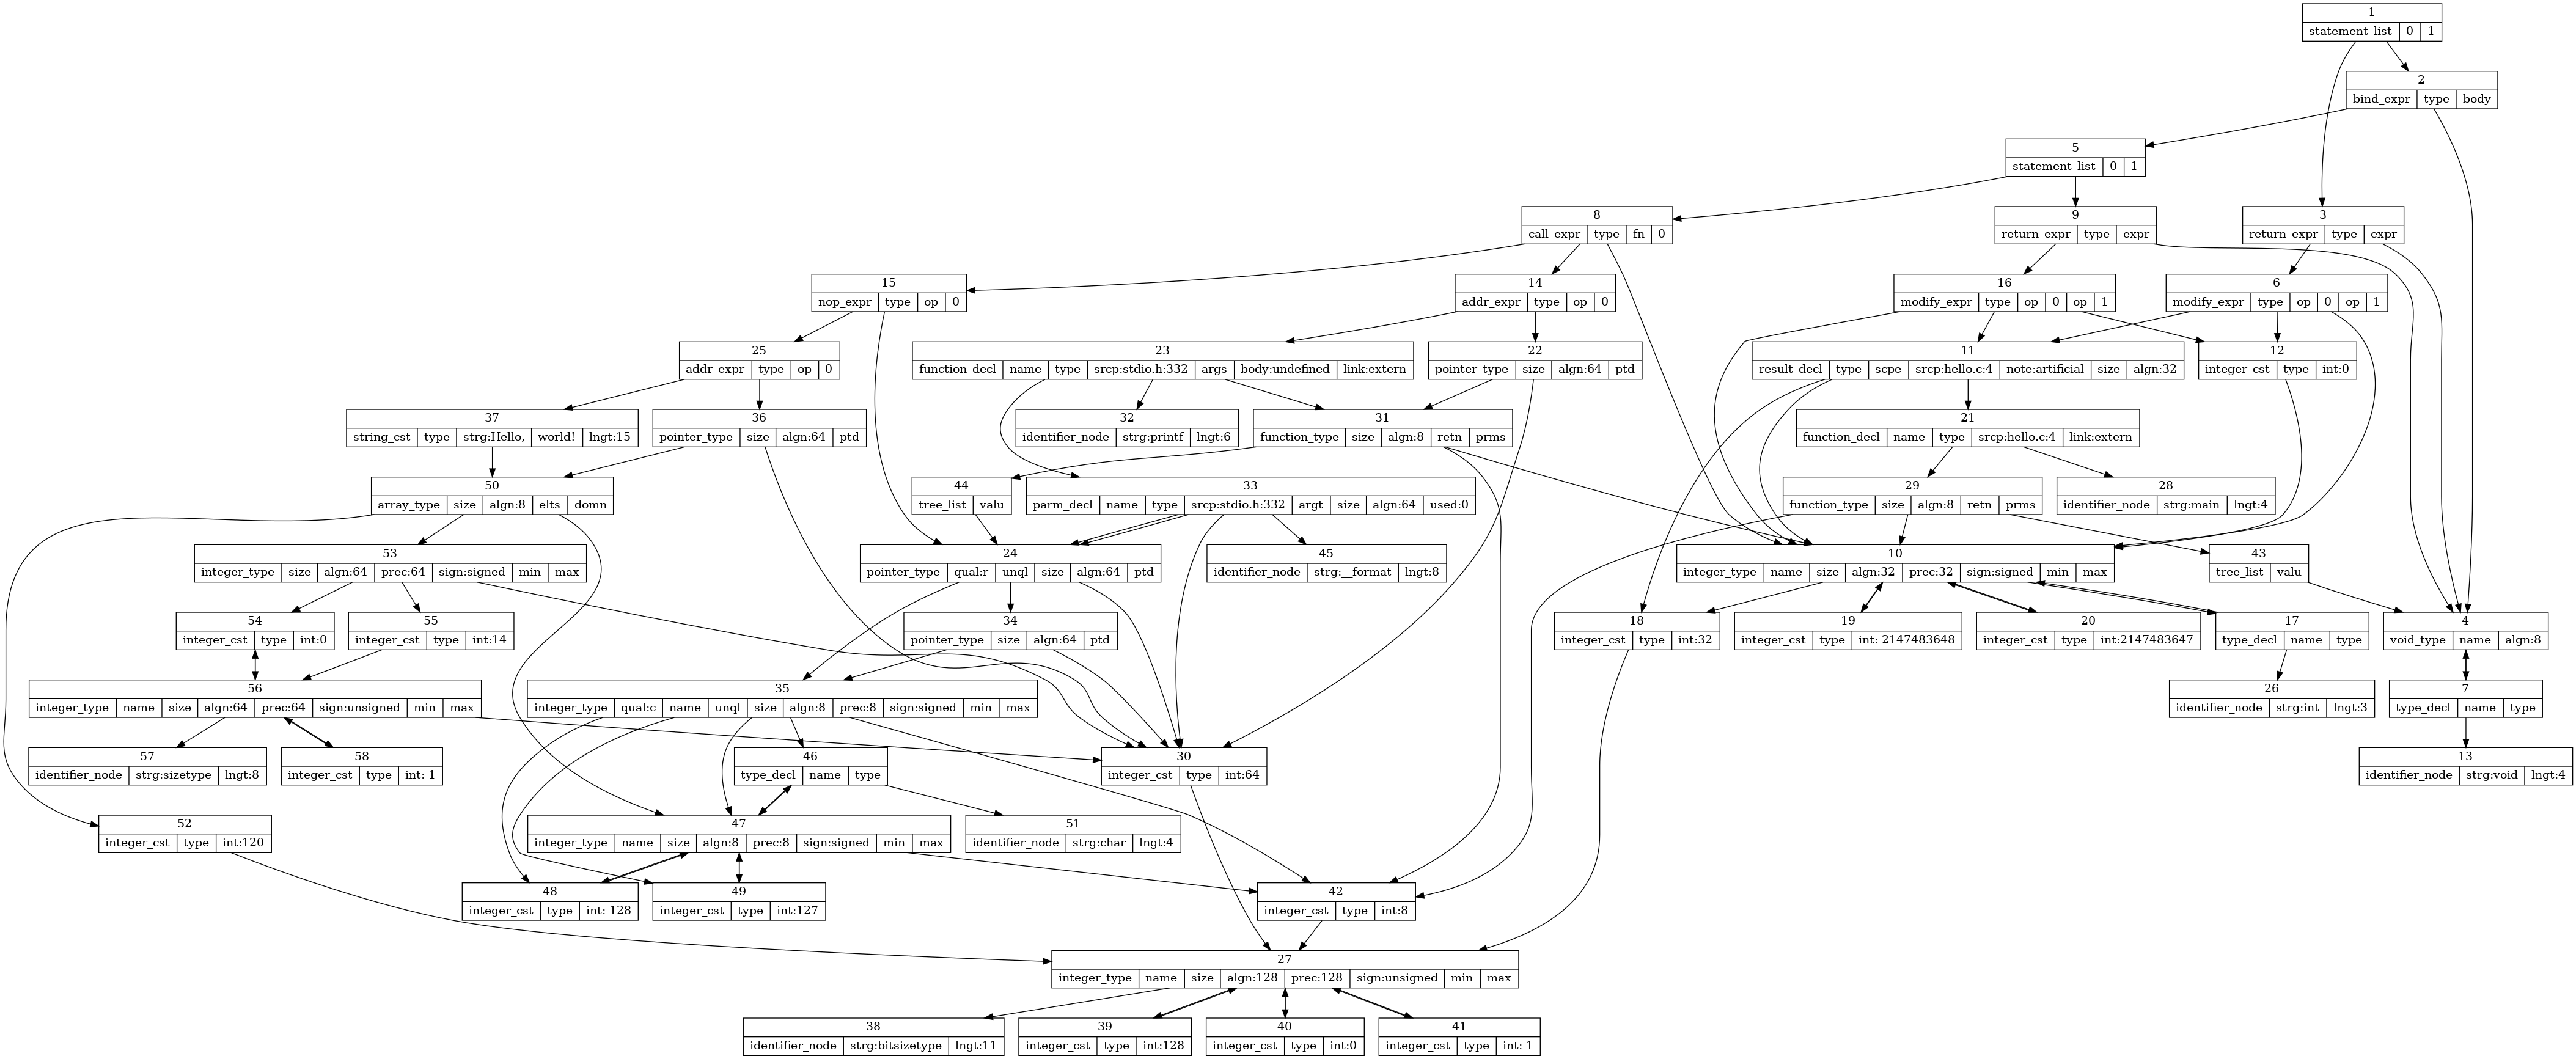 1
statement_list 0 1
2
bind_expr type body
5
statement_list 0 1
8
call_expr type fn 0
9
return_expr type expr
3
return_expr type expr
15
nop_expr type op 0
14
addr_expr type op 0
16
modify_expr type op 0 op 1
6
modify_expr type op 0 op 1
25
addr_expr type op 0
23
function_decl name type srcp:stdio.h:332 args body:undefined link:extern
22
pointer_type size algn:64 ptd
11
result_decl type scpe srcp:hello.c:4 note:artificial size algn:32
12
integer_cst type int:0
37
string_cst type strg:Hello, world! lngt:15
36
pointer_type size algn:64 ptd
32
identifier_node strg:printf lngt:6
31
function_type size algn:8 retn prms
21
function_decl name type srcp:hello.c:4 link:extern
50
array_type size algn:8 elts domn
44
tree_list valu
33
parm_decl name type srcp:stdio.h:332 argt size algn:64 used:0
29
function_type size algn:8 retn prms
28
identifier_node strg:main lngt:4
53
integer_type size algn:64 prec:64 sign:signed min max
24
pointer_type qual:r unql size algn:64 ptd
45
identifier_node strg:__format lngt:8
10
integer_type name size algn:32 prec:32 sign:signed min max
43
tree_list valu
54
integer_cst type int:0
55
integer_cst type int:14
34
pointer_type size algn:64 ptd
18
integer_cst type int:32
19
integer_cst type int:-2147483648
20
integer_cst type int:2147483647
17
type_decl name type
4
void_type name algn:8
56
integer_type name size algn:64 prec:64 sign:unsigned min max
35
integer_type qual:c name unql size algn:8 prec:8 sign:signed min max
26
identifier_node strg:int lngt:3
7
type_decl name type
57
identifier_node strg:sizetype lngt:8
58
integer_cst type int:-1
46
type_decl name type
30
integer_cst type int:64
13
identifier_node strg:void lngt:4
52
integer_cst type int:120
47
integer_type name size algn:8 prec:8 sign:signed min max
51
identifier_node strg:char lngt:4
48
integer_cst type int:-128
49
integer_cst type int:127
42
integer_cst type int:8
27
integer_type name size algn:128 prec:128 sign:unsigned min max
38
identifier_node strg:bitsizetype lngt:11
39
integer_cst type int:128
40
integer_cst type int:0
41
integer_cst type int:-1